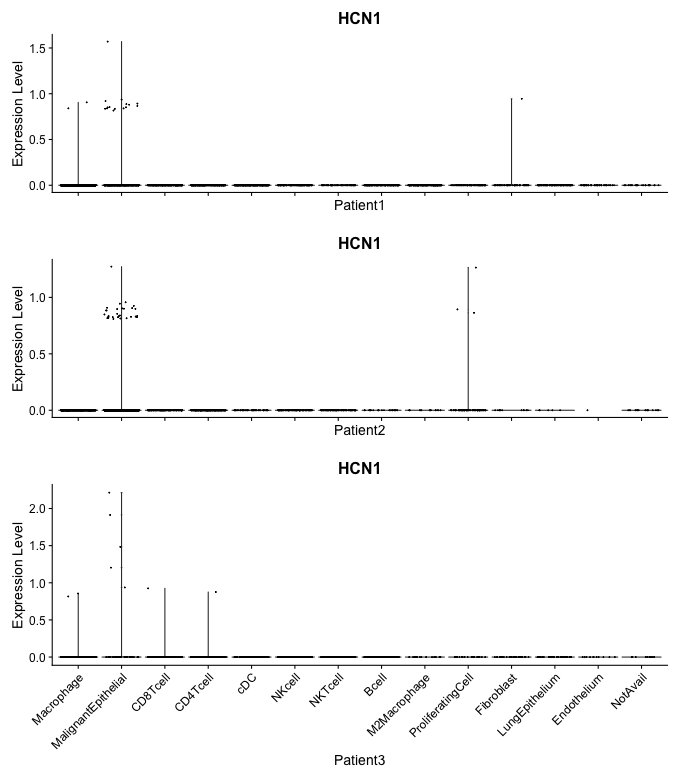 HCN1
Expression Level
1.5
1.0
0.5
0.0
Patient1
HCN1
Expression Level
1.0
0.5
0.0
Patient2
HCN1
Expression Level
2.0
1.5
1.0
0.5
0.0
Macrophage
MalignantEpithelial
CD8Tcell
CD4Tcell
cDC
NKcell
NKTcell
Bcell
M2Macrophage
ProliferatingCell
Fibroblast
LungEpithelium
Endothelium
NotAvail
Patient3